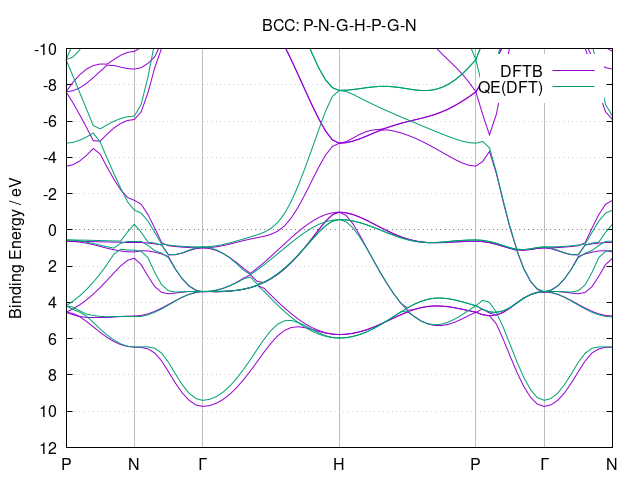 BCC: P-N-G-H-P-G-N
-10
-8
-6
-4
-2
0
2
4
6
8
10
12
Binding Energy / eV
DFTB
QE(DFT)
P N Γ H P Γ N